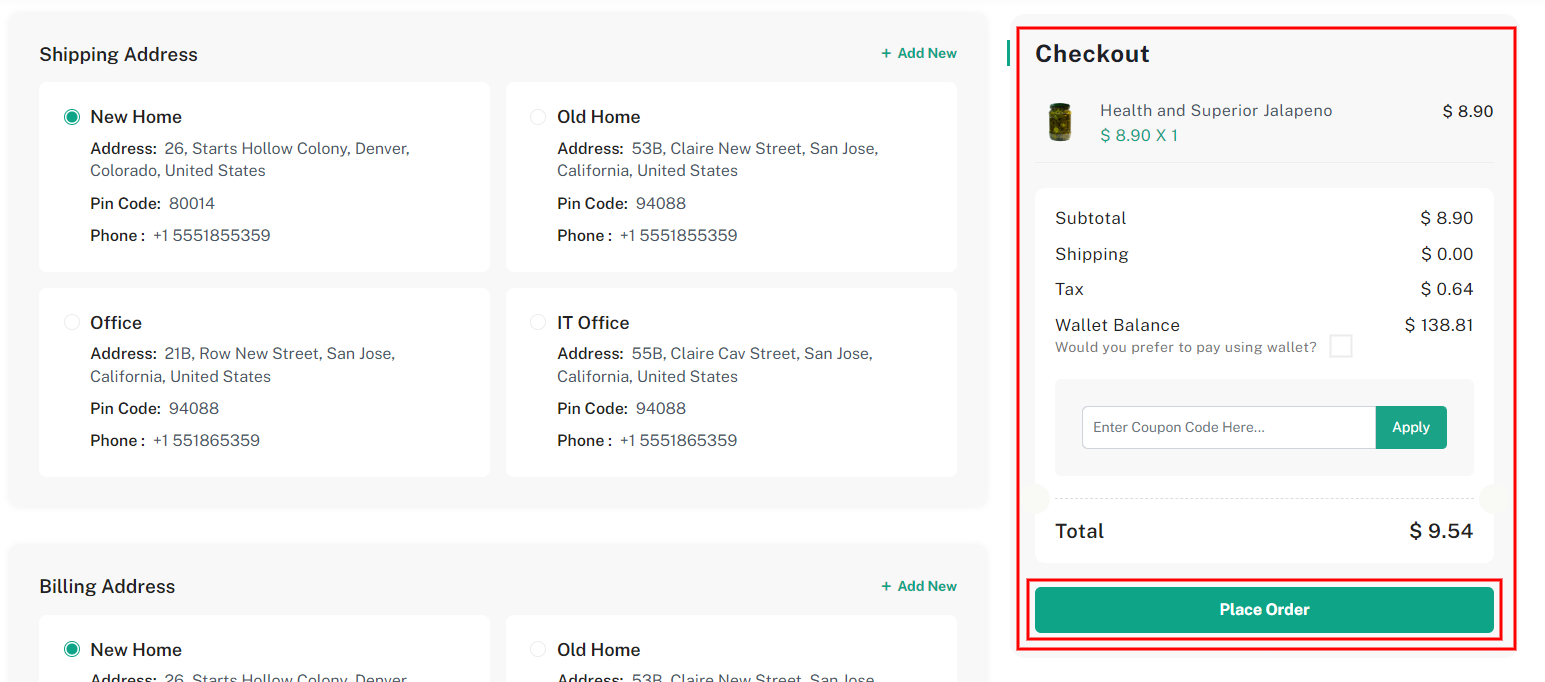 Shipping Address
+ Add New
New Home
Address: 26, Starts Hollow Colony, Denver,
Colorado, United States
Pin Code: 80014
Phone : +1 5551855359
Old Home
Address: 53B, Claire New Street, San Jose,
California, United States
Pin Code: 94088
Phone : +1 5551855359
Office
Address: 21B, Row New Street, San Jose,
California, United States
Pin Code: 94088
Phone : +1 551865359
IT Office
Address: 55B, Claire Cav Street, San Jose,
California, United States
Pin Code: 94088
Phone : +1 5551865359
Billing Address
+ Add New
New Home
Address: 26, Starts Hollow Colony, Denver,
Old Home
Address: 53B, Claire New Street, San Jose,
Checkout
Health and Superior Jalapeno $ 8.90
$ 8.90 X 1
Subtotal $ 8.90
Shipping $ 0.00
Tax $ 0.64
Wallet Balance $ 138.81
Would you prefer to pay using wallet?
Enter Coupon Code Here... Apply
Total $ 9.54
Place Order